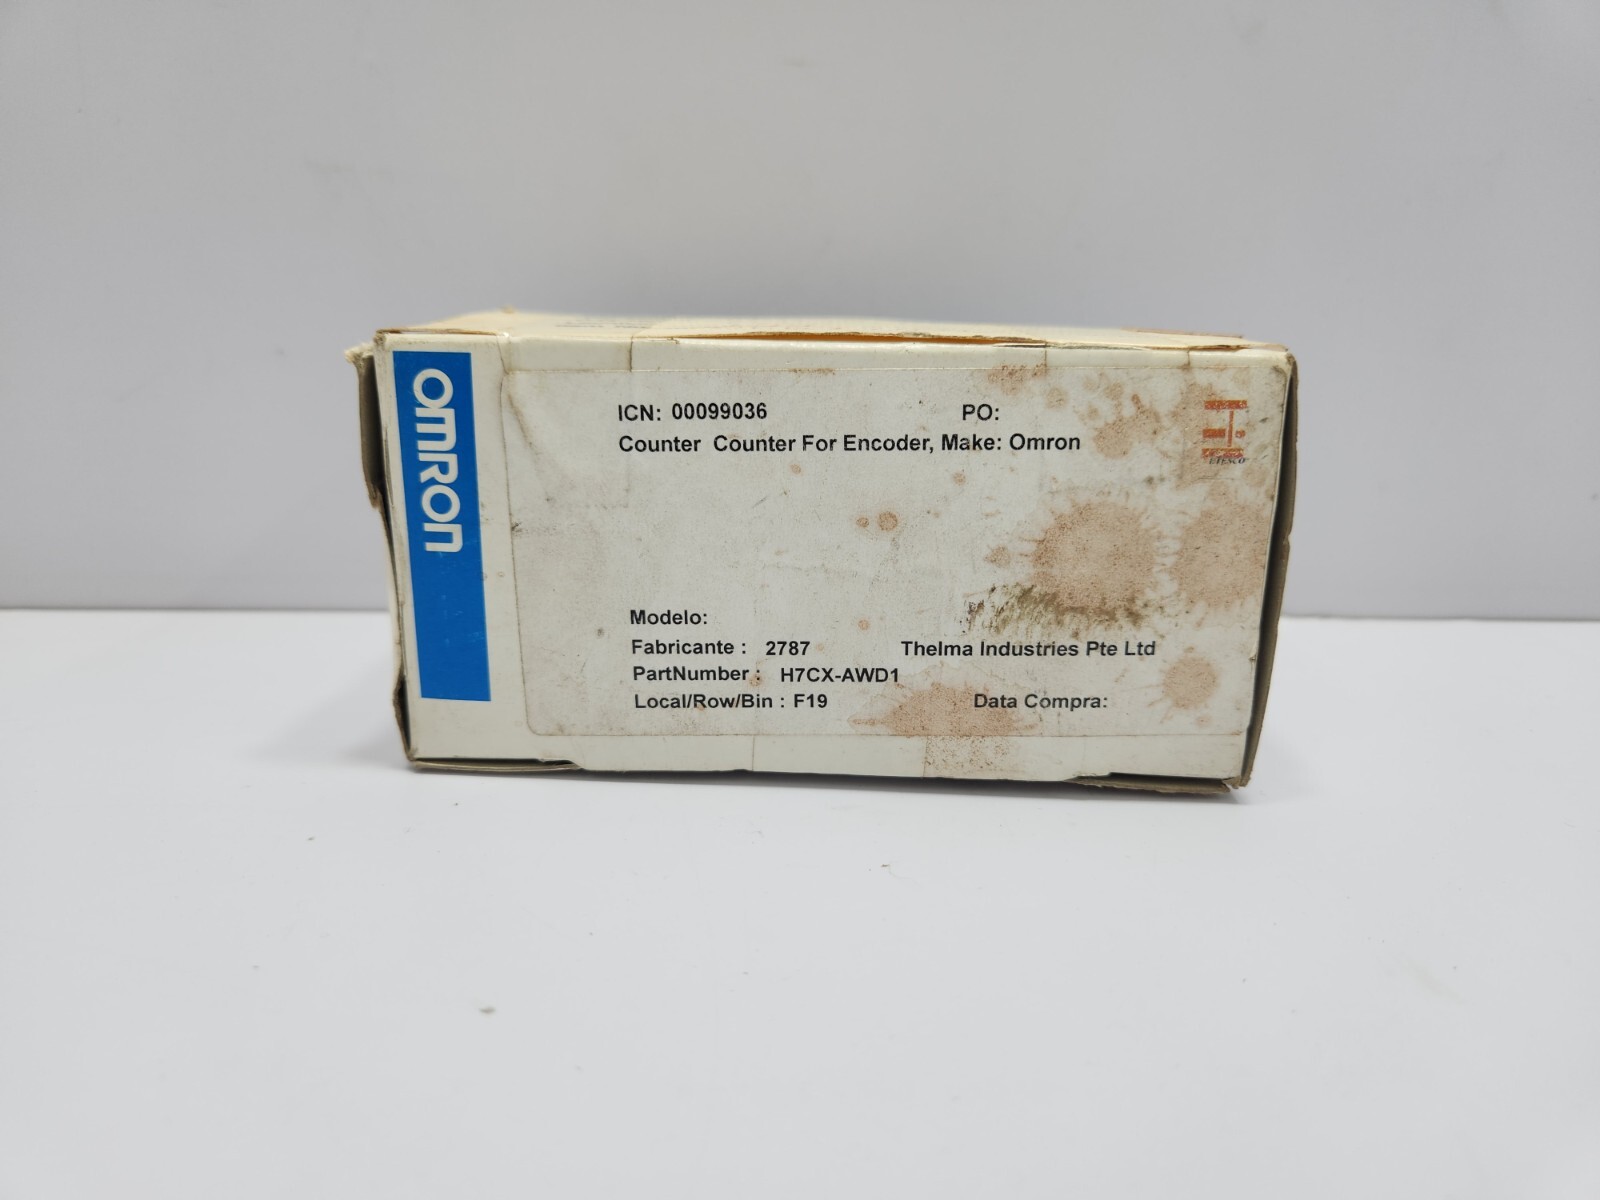 OMRON
ICN: 00099036 PO:
Counter Counter For Encoder, Make: Omron
Modelo:
Fabricante : 2787 Thelma Industries Pte Ltd
PartNumber : H7CX-AWD1
Local/Row/Bin : F19 Data Compra: